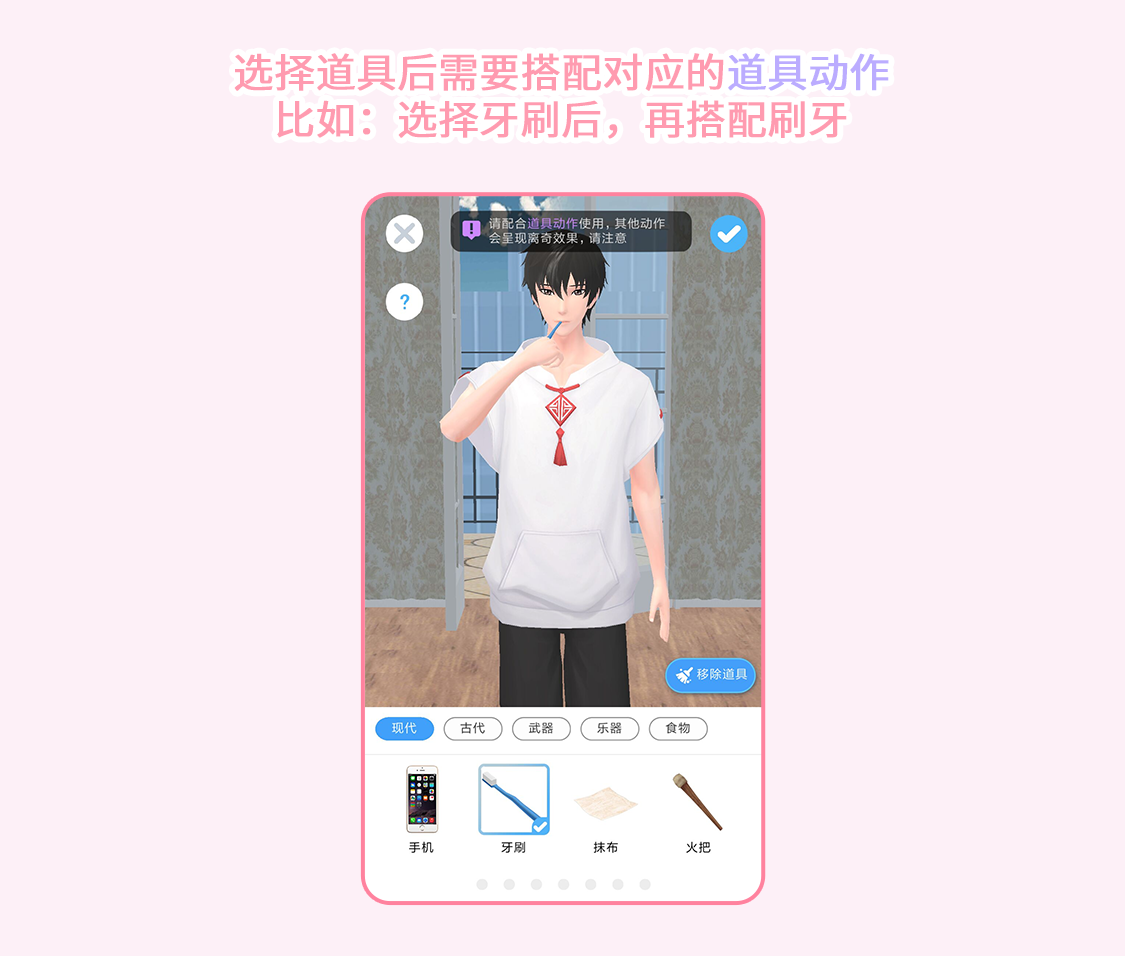 选择道具后需要搭配对应的道具动作
比如：选择牙刷后，再搭配刷牙
请配合道具动作使用，其他动作
会呈现离奇效果，请注意
?
移除道具
现代
古代
武器
乐器
食物
手机
牙刷
抹布
火把